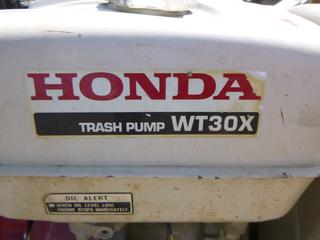 HONDA
TRASH PUMP WT30X
OIL ALERT
WHEN OIL LEVEL LOW,
ENGINE STOPS IMMEDIATELY.